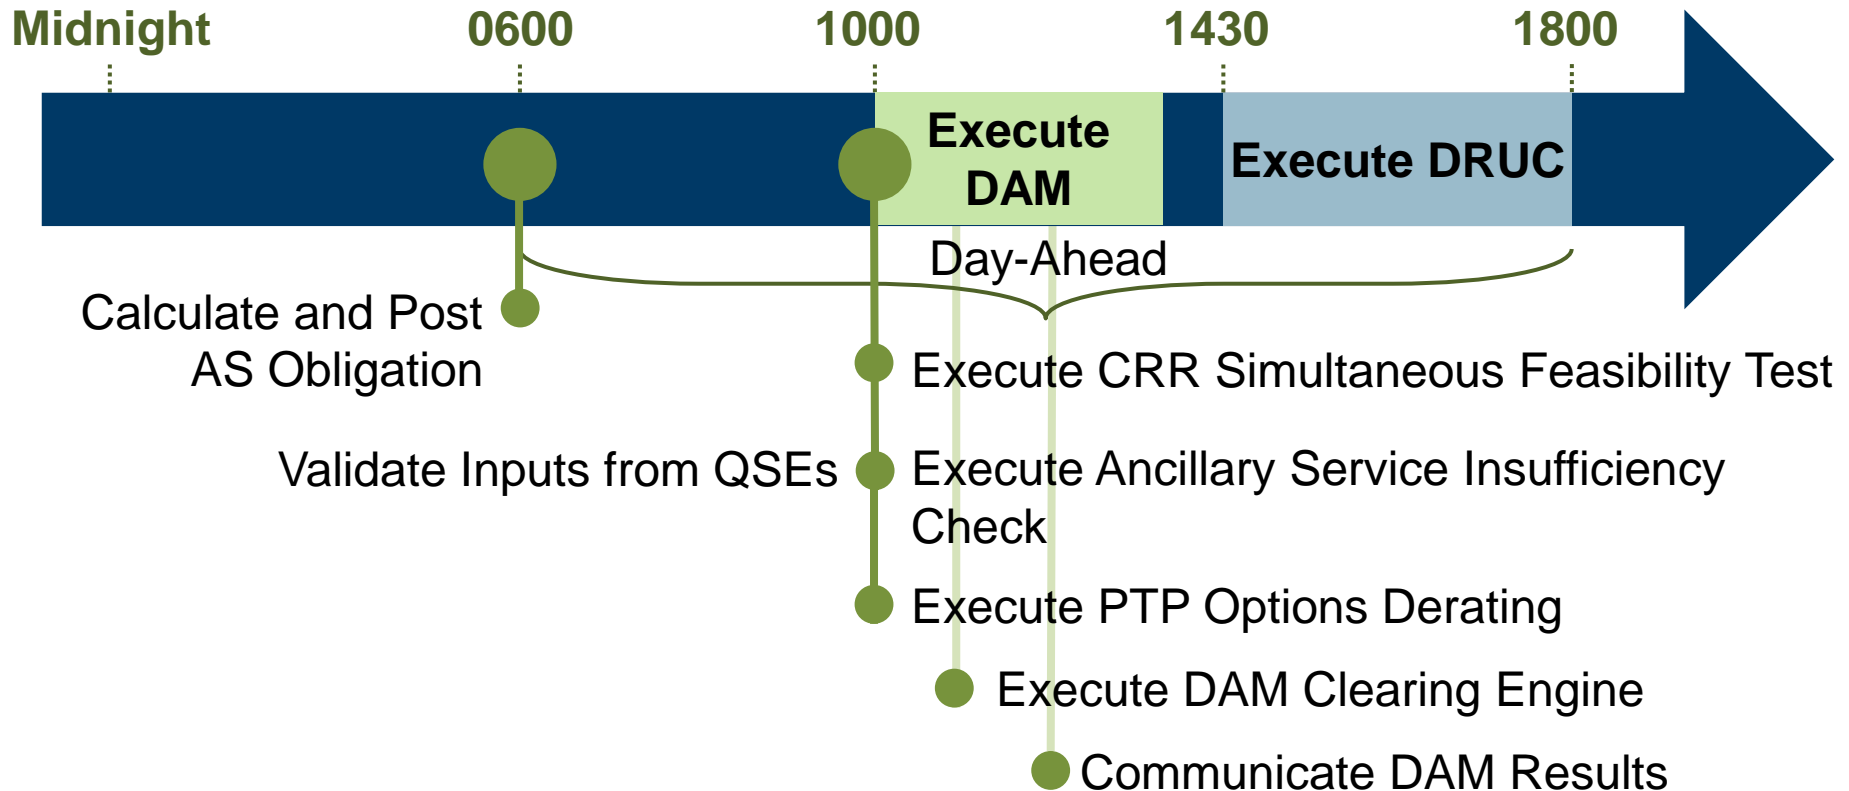 Midnight 0600 1000 1430 1800
Execute
DAM
Execute DRUC
Day-Ahead
Calculate and Post
AS Obligation
Execute CRR Simultaneous Feasibility Test
Validate Inputs from QSEs
Execute Ancillary Service Insufficiency
Check
Execute PTP Options Derating
Execute DAM Clearing Engine
Communicate DAM Results